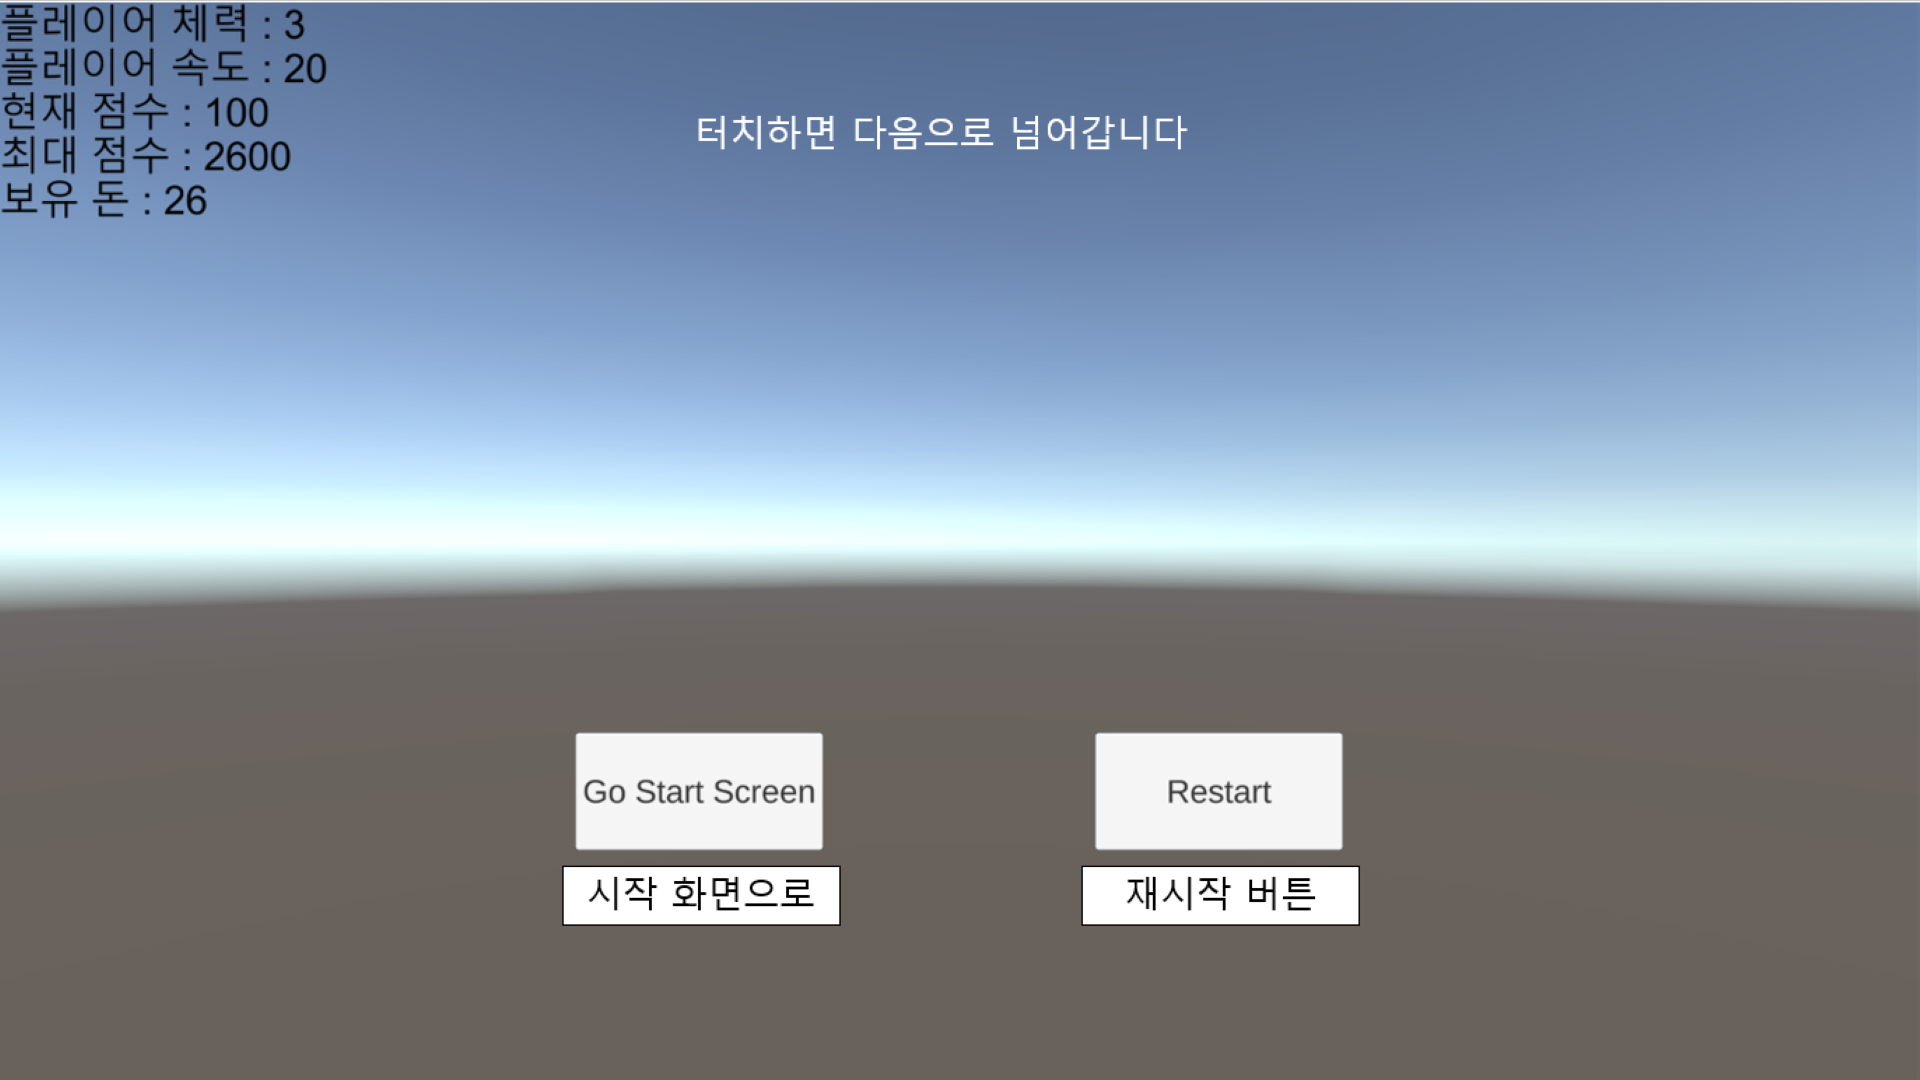 플레이어 체력 : 3
플레이어 속도 : 20
현재 점수 : 100
최대 점수 : 2600
보유 돈 : 26
터치하면 다음으로 넘어갑니다
Go Start Screen
Restart
시작 화면으로
재시작 버튼